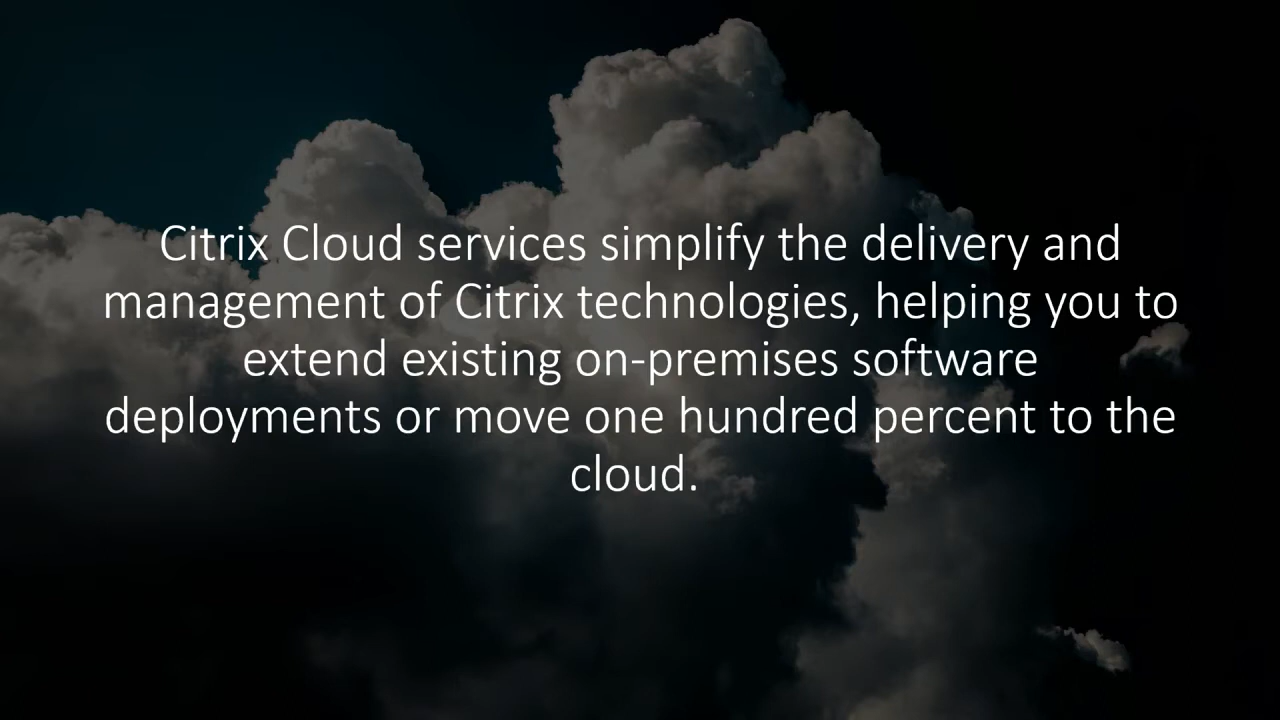 Citrix Cloud services simplify the delivery and
management of Citrix technologies, helping you to
extend existing on-premises software
deployments or move one hundred percent to the
cloud.